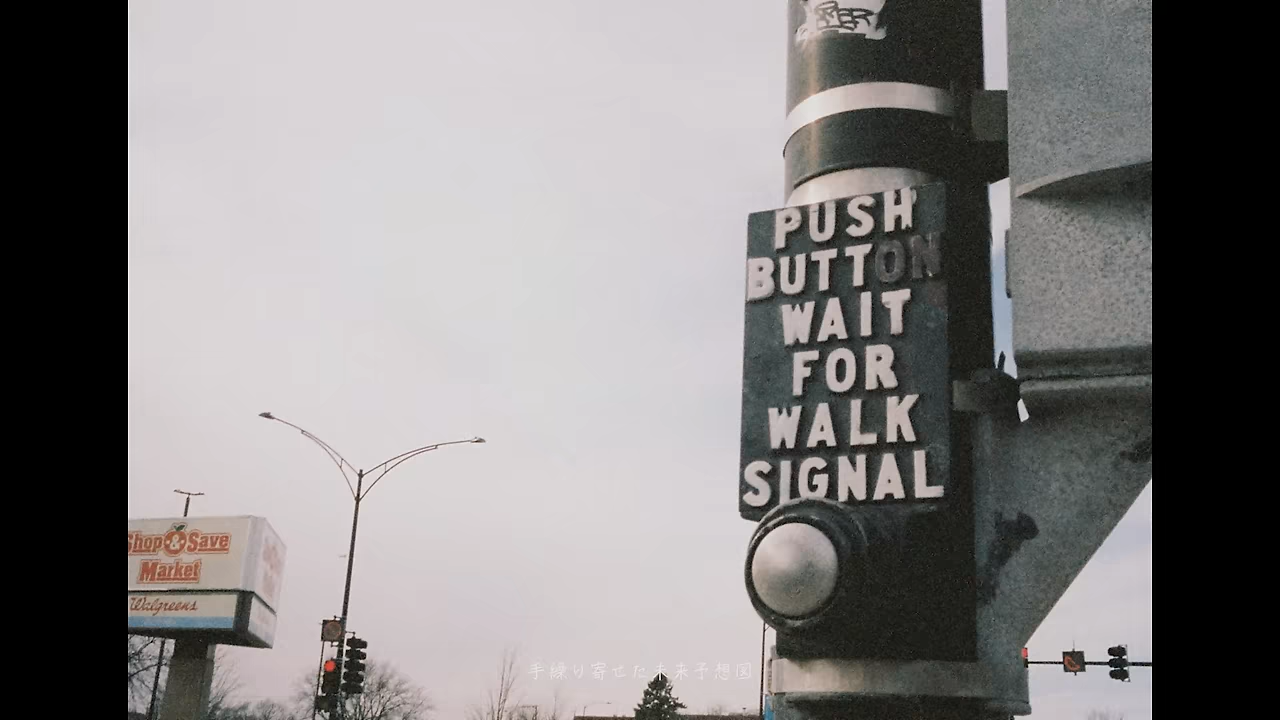 PUSH
BUTTON
WAIT
FOR
WALK
SIGNAL
Shop & Save
Market
Walgreens
手繰り寄せた未来予想図